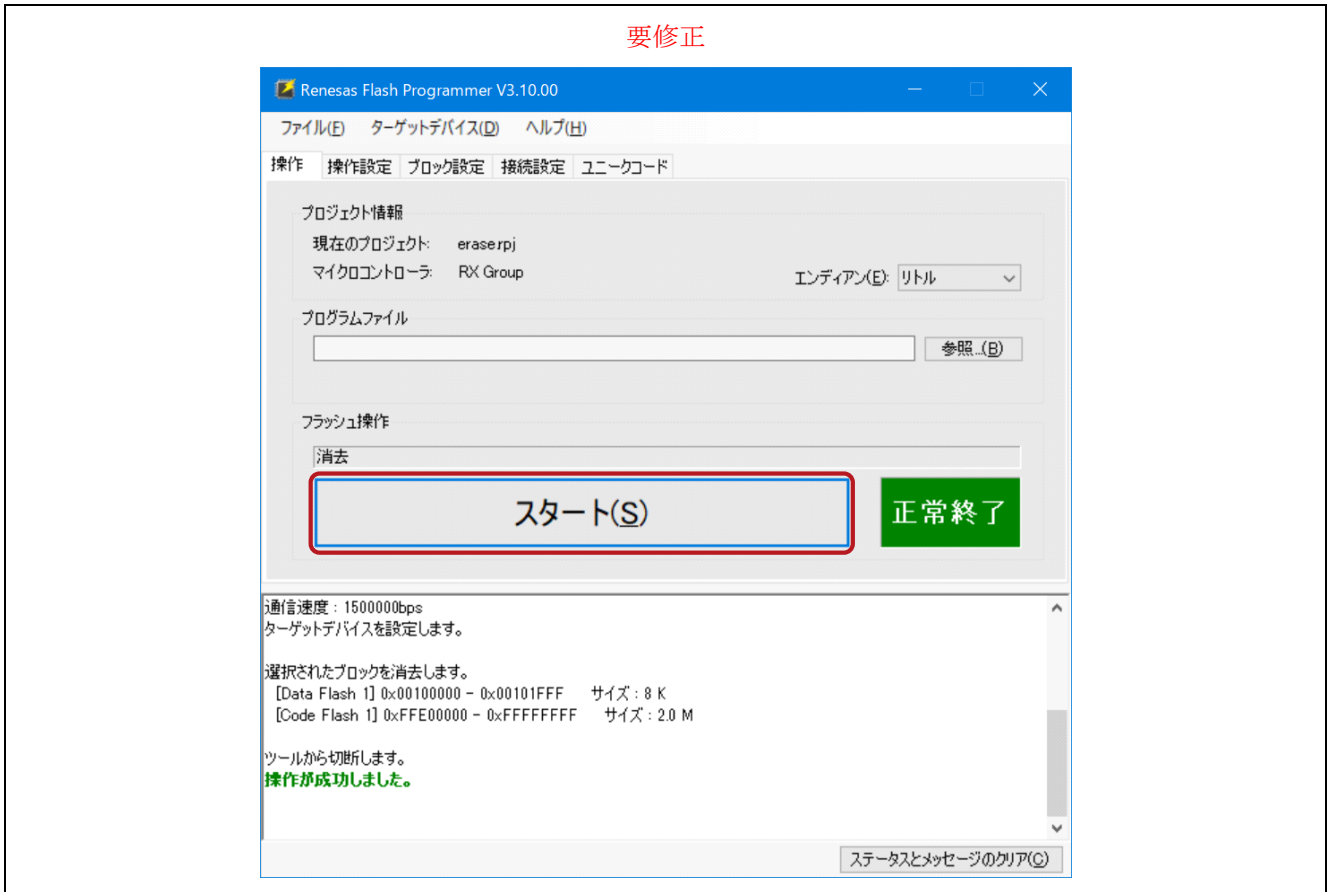 要修正
Renesas Flash Programmer V3.10.00
ファイル(F) ターゲットデバイス(D) ヘルプ(H)
操作 操作設定 ブロック設定 接続設定 ユニークコード
プロジェクト情報
現在のプロジェクト: erase.rpj
マイクロコントローラ: RX Group
エンディアン(E): リトル
プログラムファイル
参照...(B)
フラッシュ操作
消去
スタート(S) 正常終了
通信速度 : 1500000bps
ターゲットデバイスを設定します。
選択されたブロックを消去します。
[Data Flash 1] 0x00100000 - 0x00101FFF サイズ : 8 K
[Code Flash 1] 0xFFE00000 - 0xFFFFFFFF サイズ : 2.0 M
ツールから切断します。
操作が成功しました。
ステータスとメッセージのクリア(C)